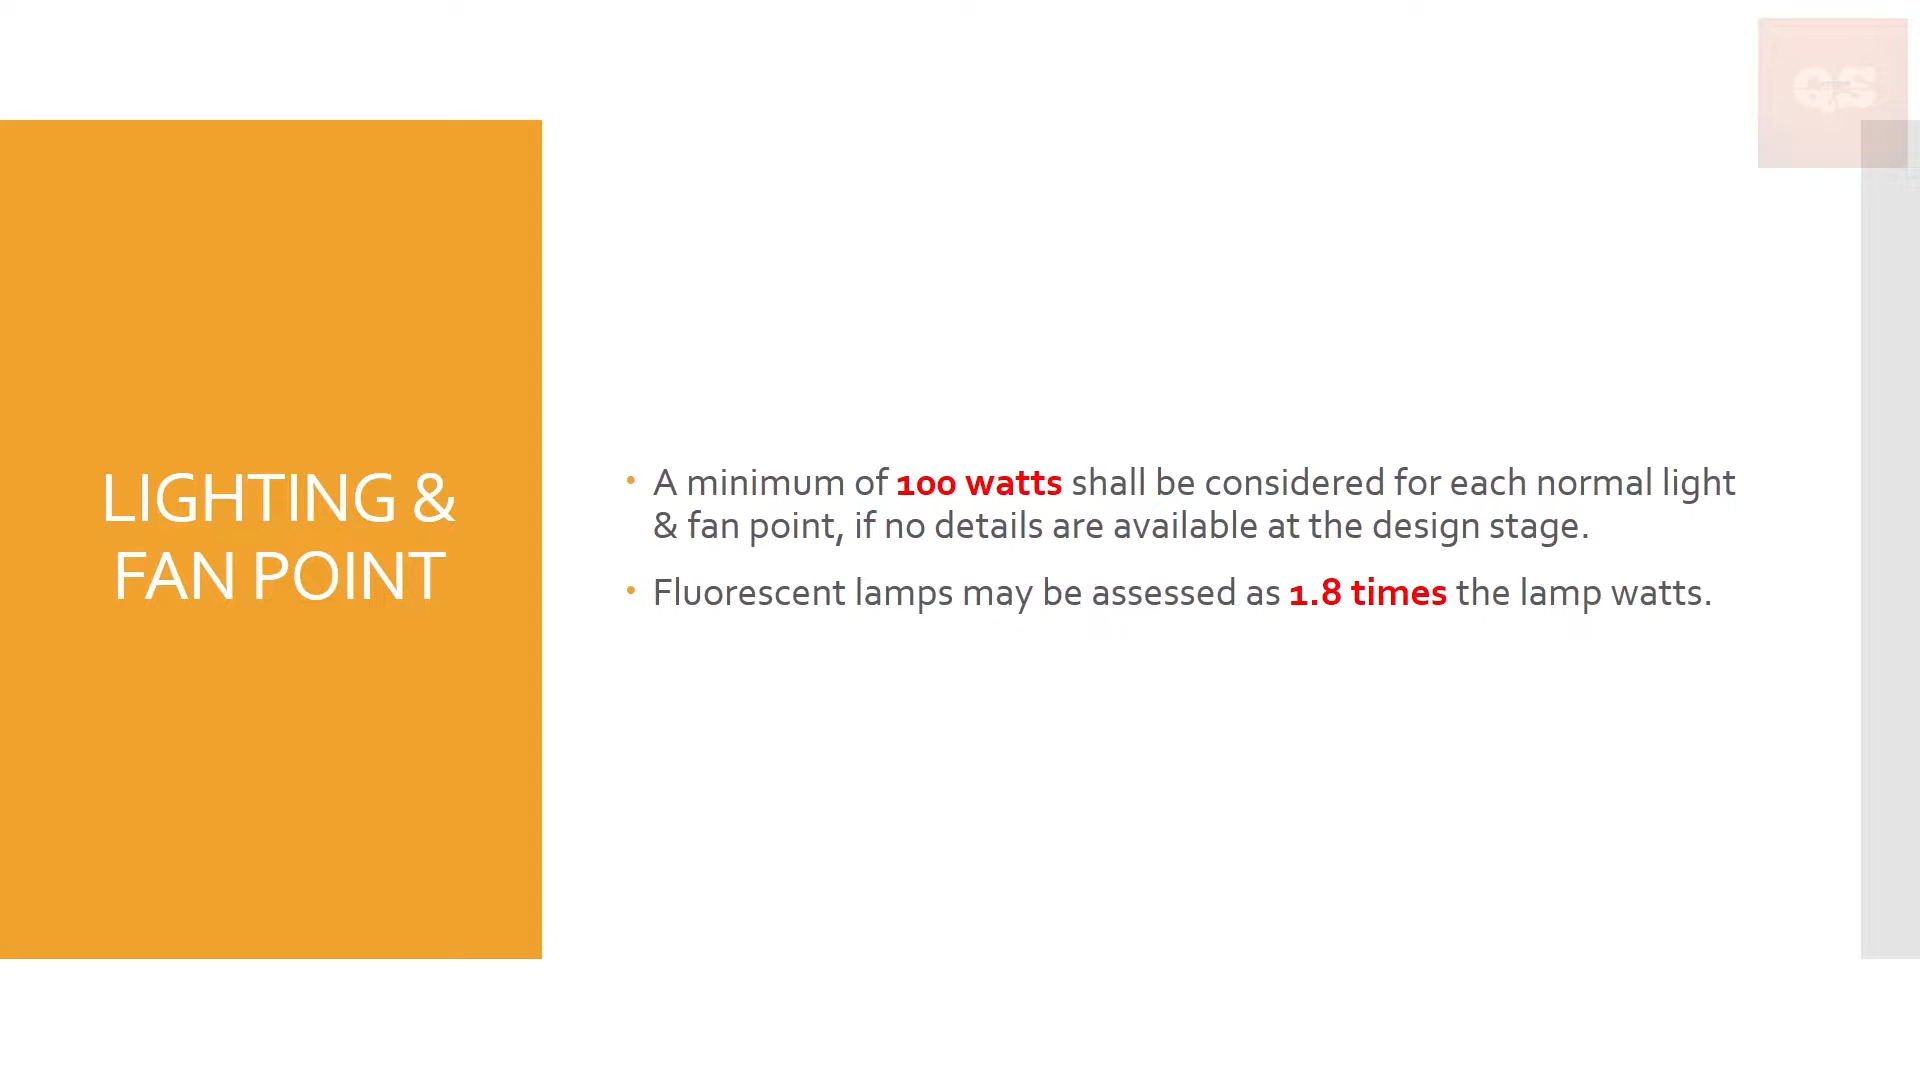 LIGHTING &
FAN POINT
• A minimum of 100 watts shall be considered for each normal light
& fan point, if no details are available at the design stage.
• Fluorescent lamps may be assessed as 1.8 times the lamp watts.
QS